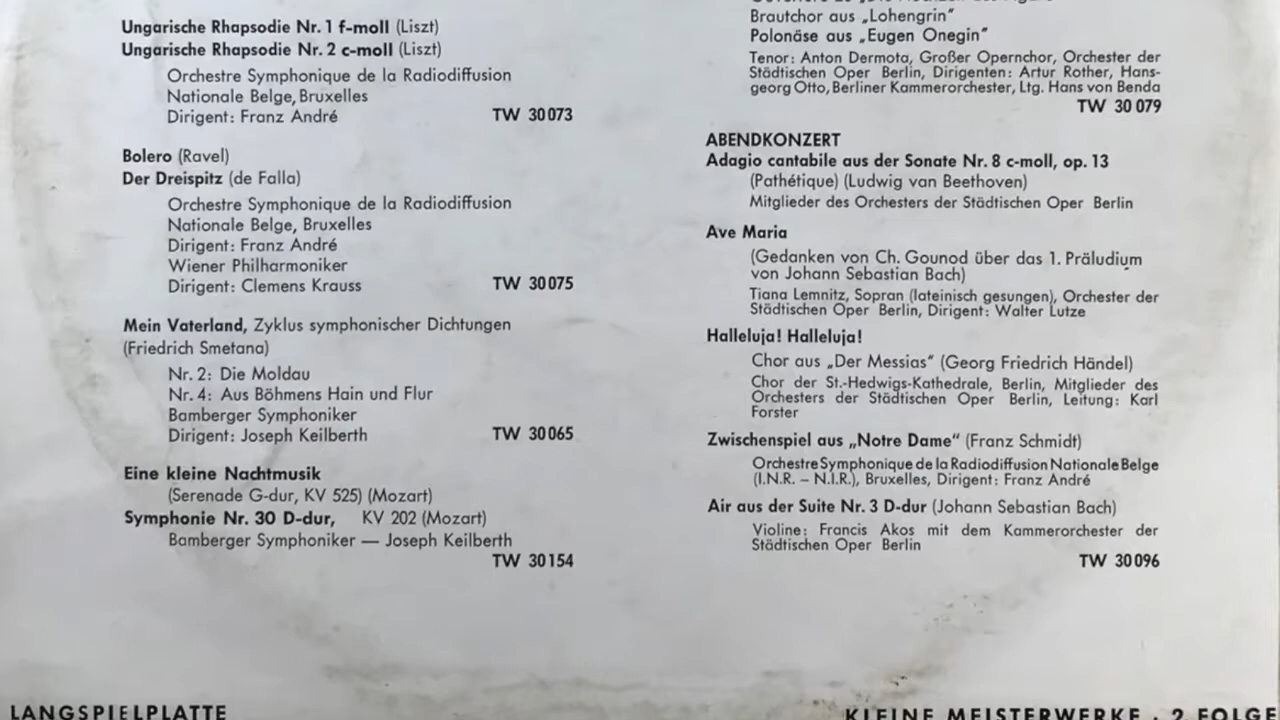 Ungarische Rhapsodie Nr. 1 f-moll (Liszt)
Ungarische Rhapsodie Nr. 2 c-moll (Liszt)
Orchestre Symphonique de la Radiodiffusion
Nationale Belge, Bruxelles
Dirigent: Franz André TW 30073
Bolero (Ravel)
Der Dreispitz (de Falla)
Orchestre Symphonique de la Radiodiffusion
Nationale Belge, Bruxelles
Dirigent: Franz André
Wiener Philharmoniker
Dirigent: Clemens Krauss TW 30075
Mein Vaterland, Zyklus symphonischer Dichtungen
(Friedrich Smetana)
Nr. 2: Die Moldau
Nr. 4: Aus Böhmens Hain und Flur
Bamberger Symphoniker
Dirigent: Joseph Keilberth TW 30065
Eine kleine Nachtmusik
(Serenade G-dur, KV 525) (Mozart)
Symphonie Nr. 30 D-dur, KV 202 (Mozart)
Bamberger Symphoniker — Joseph Keilberth
TW 30154
Brautchor aus „Lohengrin"
Polonäse aus „Eugen Onegin"
Tenor: Anton Dermota, Großer Opernchor, Orchester der
Städtischen Oper Berlin, Dirigenten: Artur Rother, Hans-
georg Otto, Berliner Kammerorchester, Ltg. Hans von Benda
TW 30079
ABENDKONZERT
Adagio cantabile aus der Sonate Nr. 8 c-moll, op. 13
(Pathétique) (Ludwig van Beethoven)
Mitglieder des Orchesters der Städtischen Oper Berlin
Ave Maria
(Gedanken von Ch. Gounod über das 1. Präludium
von Johann Sebastian Bach)
Tiana Lemnitz, Sopran (lateinisch gesungen), Orchester der
Städtischen Oper Berlin, Dirigent: Walter Lutze
Halleluja! Halleluja!
Chor aus „Der Messias" (Georg Friedrich Händel)
Chor der St.-Hedwigs-Kathedrale, Berlin, Mitglieder des
Orchesters der Städtischen Oper Berlin, Leitung: Karl
Forster
Zwischenspiel aus „Notre Dame" (Franz Schmidt)
Orchestre Symphonique de la Radiodiffusion Nationale Belge
(I.N.R. – N.I.R.), Bruxelles, Dirigent: Franz André
Air aus der Suite Nr. 3 D-dur (Johann Sebastian Bach)
Violine: Francis Akos mit dem Kammerorchester der
Städtischen Oper Berlin
TW 30096
LANGSPIELPLATTE
KLEINE MEISTERWERKE · 2 FOLGE